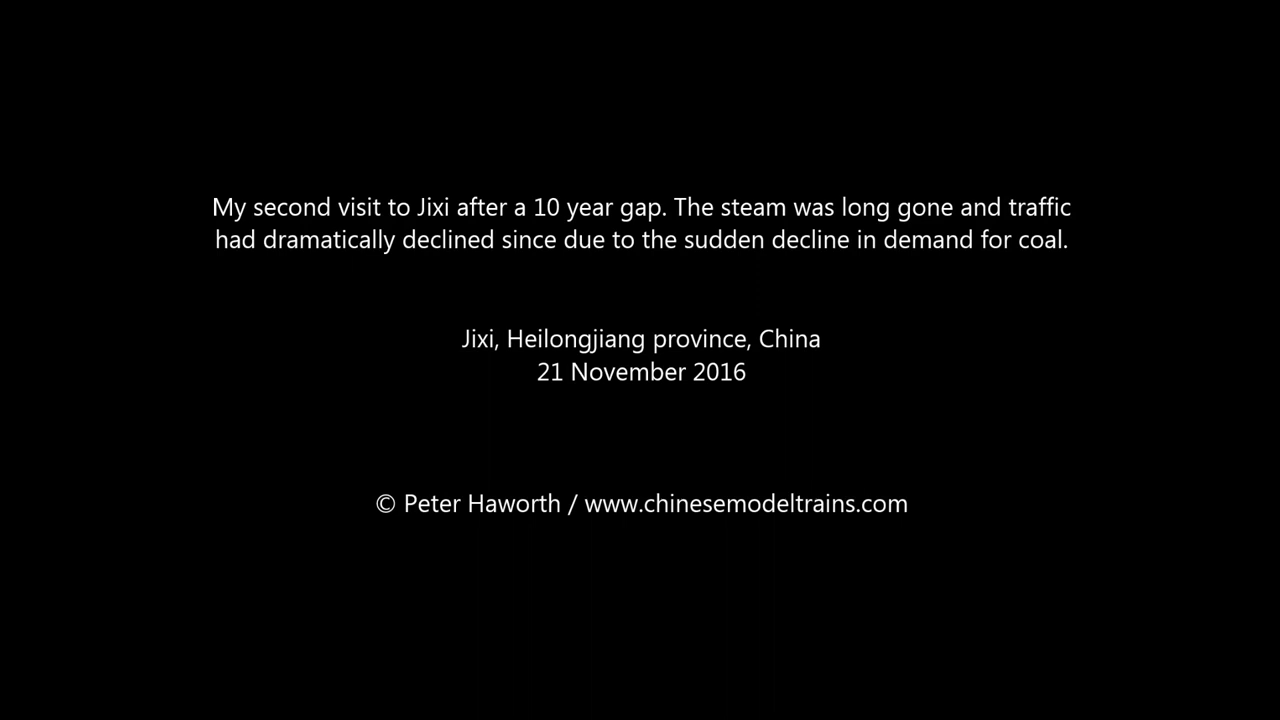 My second visit to Jixi after a 10 year gap. The steam was long gone and traffic
had dramatically declined since due to the sudden decline in demand for coal.
Jixi, Heilongjiang province, China
21 November 2016
© Peter Haworth / www.chinesemodeltrains.com